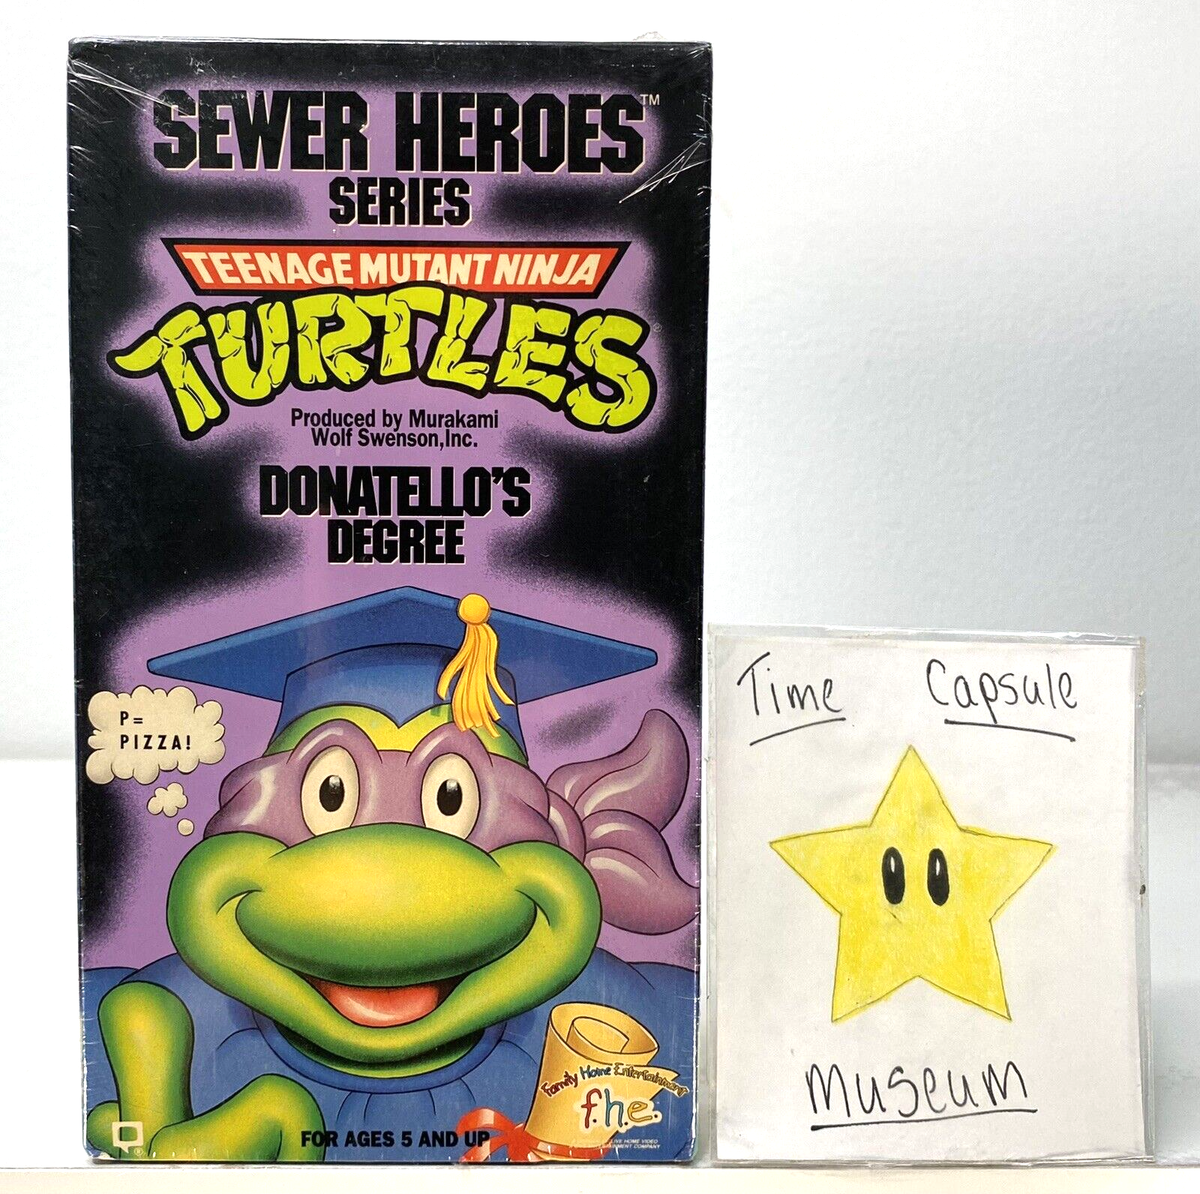 SEWER HEROES™
SERIES
TEENAGE MUTANT NINJA
TURTLES
Produced by Murakami
Wolf Swenson,Inc.
DONATELLO'S
DEGREE
P=
PIZZA!
Family Home Entertainment
f.h.e.
FOR AGES 5 AND UP
®
Time Capsule
Museum